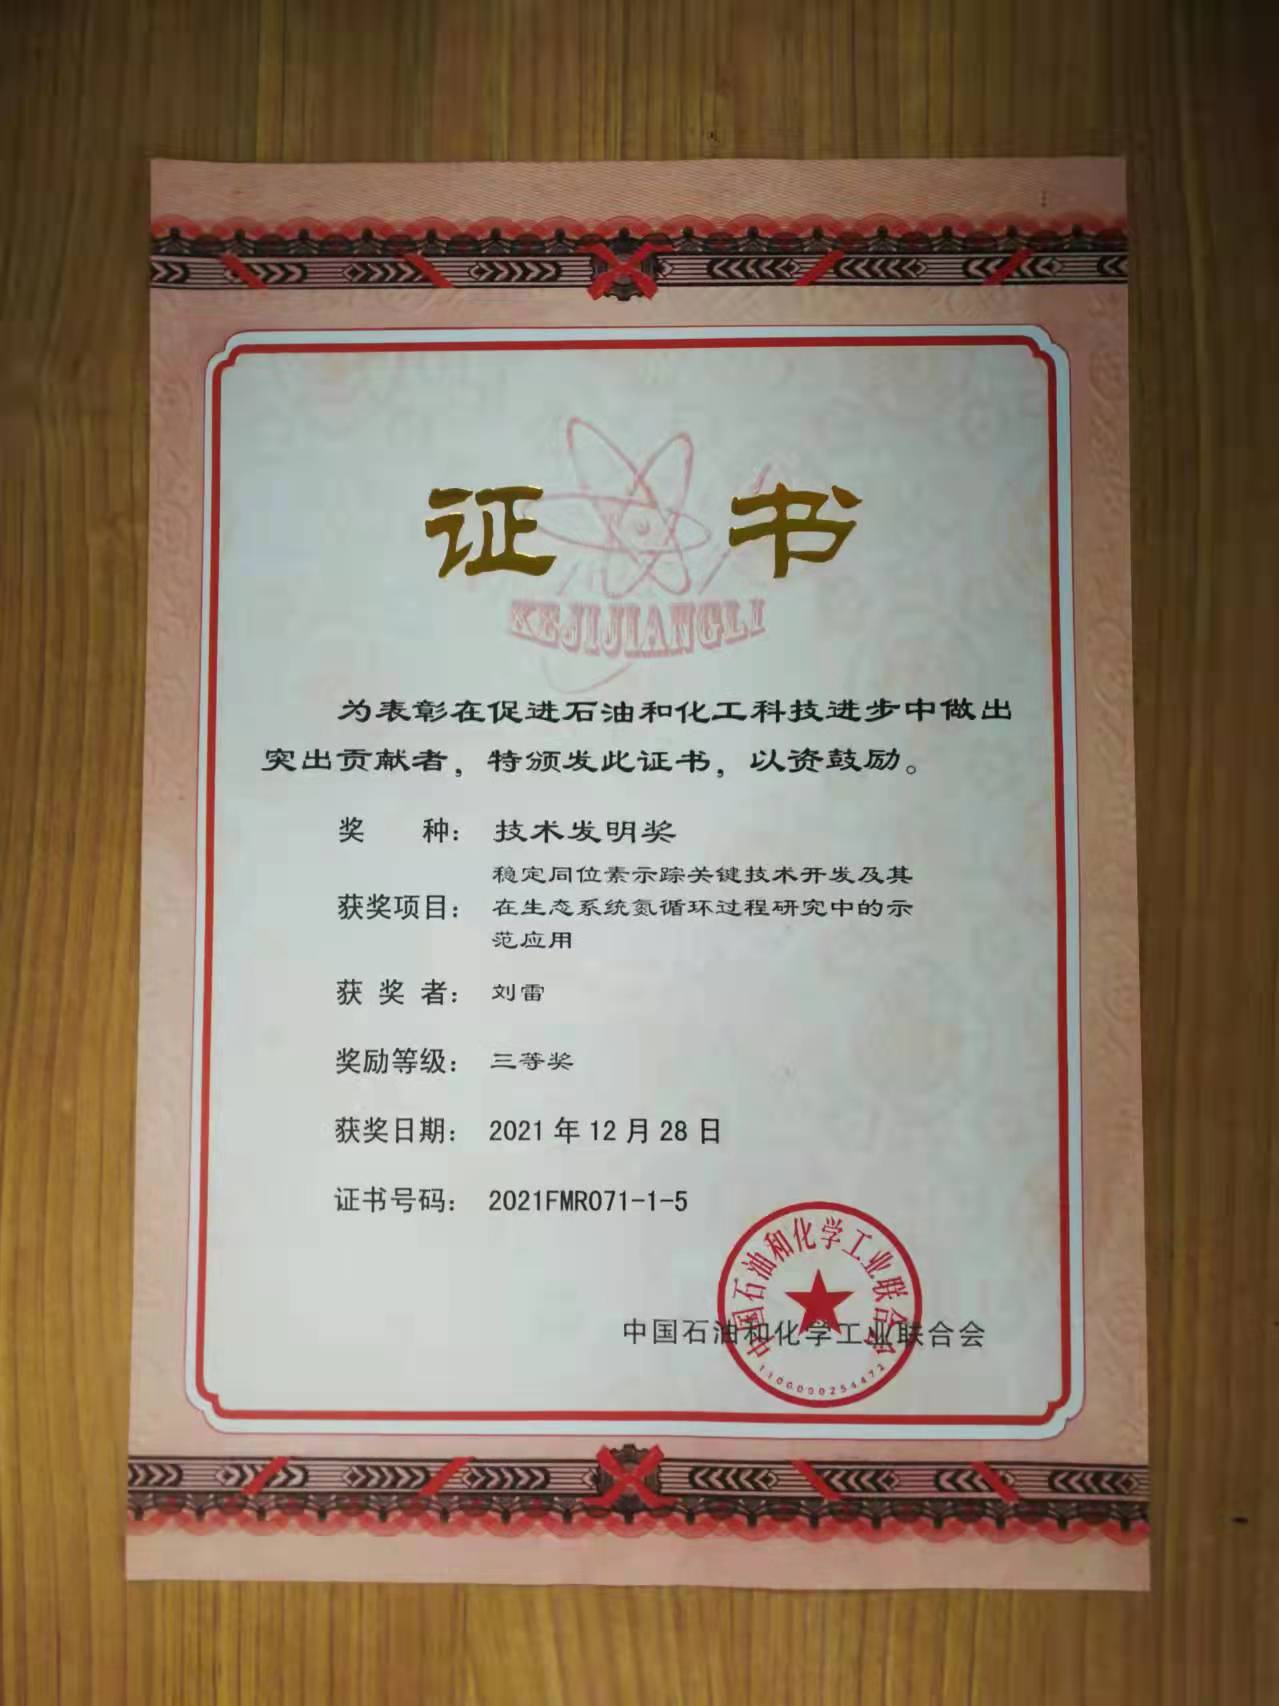 证 书
KEJIJIANGLI
为表彰在促进石油和化工科技进步中做出
突出贡献者，特颁发此证书，以资鼓励。
奖 种： 技术发明奖
获奖项目： 稳定同位素示踪关键技术开发及其
在生态系统氮循环过程研究中的示
范应用
获 奖 者： 刘雷
奖励等级： 三等奖
获奖日期： 2021 年 12 月 28 日
证书号码： 2021FMR071-1-5
中国石油和化学工业联合会
中国石油和化学工业联合会
1100000254472